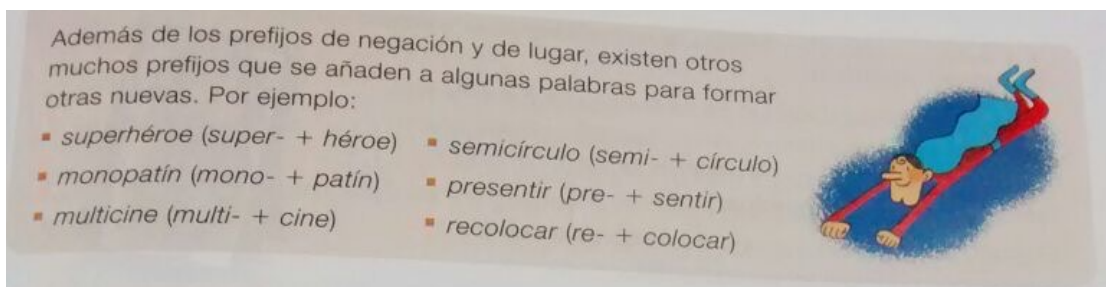 Además de los prefijos de negación y de lugar, existen otros
muchos prefijos que se añaden a algunas palabras para formar
otras nuevas. Por ejemplo:
▪ superhéroe (super- + héroe)
▪ monopatín (mono- + patín)
▪ multicine (multi- + cine)
▪ semicírculo (semi- + círculo)
▪ presentir (pre- + sentir)
▪ recolocar (re- + colocar)